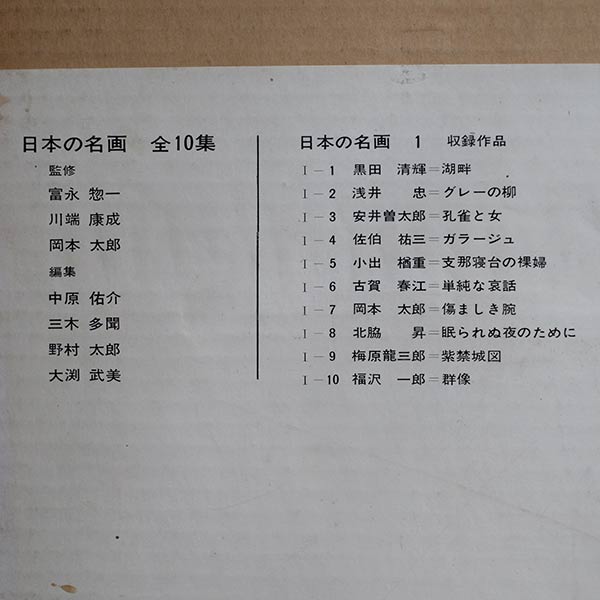 日本の名画 全10集
監修
富永 惣一
川端 康成
岡本 太郎
編集
中原 佑介
三木 多聞
野村 太郎
大渕 武美
日本の名画 1 収録作品
I−1 黒田 清輝=湖畔
I−2 浅井 忠=グレーの柳
I−3 安井曽太郎=孔雀と女
I−4 佐伯 祐三=ガラージュ
I−5 小出 楢重=支那寝台の裸婦
I−6 古賀 春江=単純な哀話
I−7 岡本 太郎=傷ましき腕
I−8 北脇 昇=眠られぬ夜のために
I−9 梅原龍三郎=紫禁城図
I−10 福沢 一郎=群像